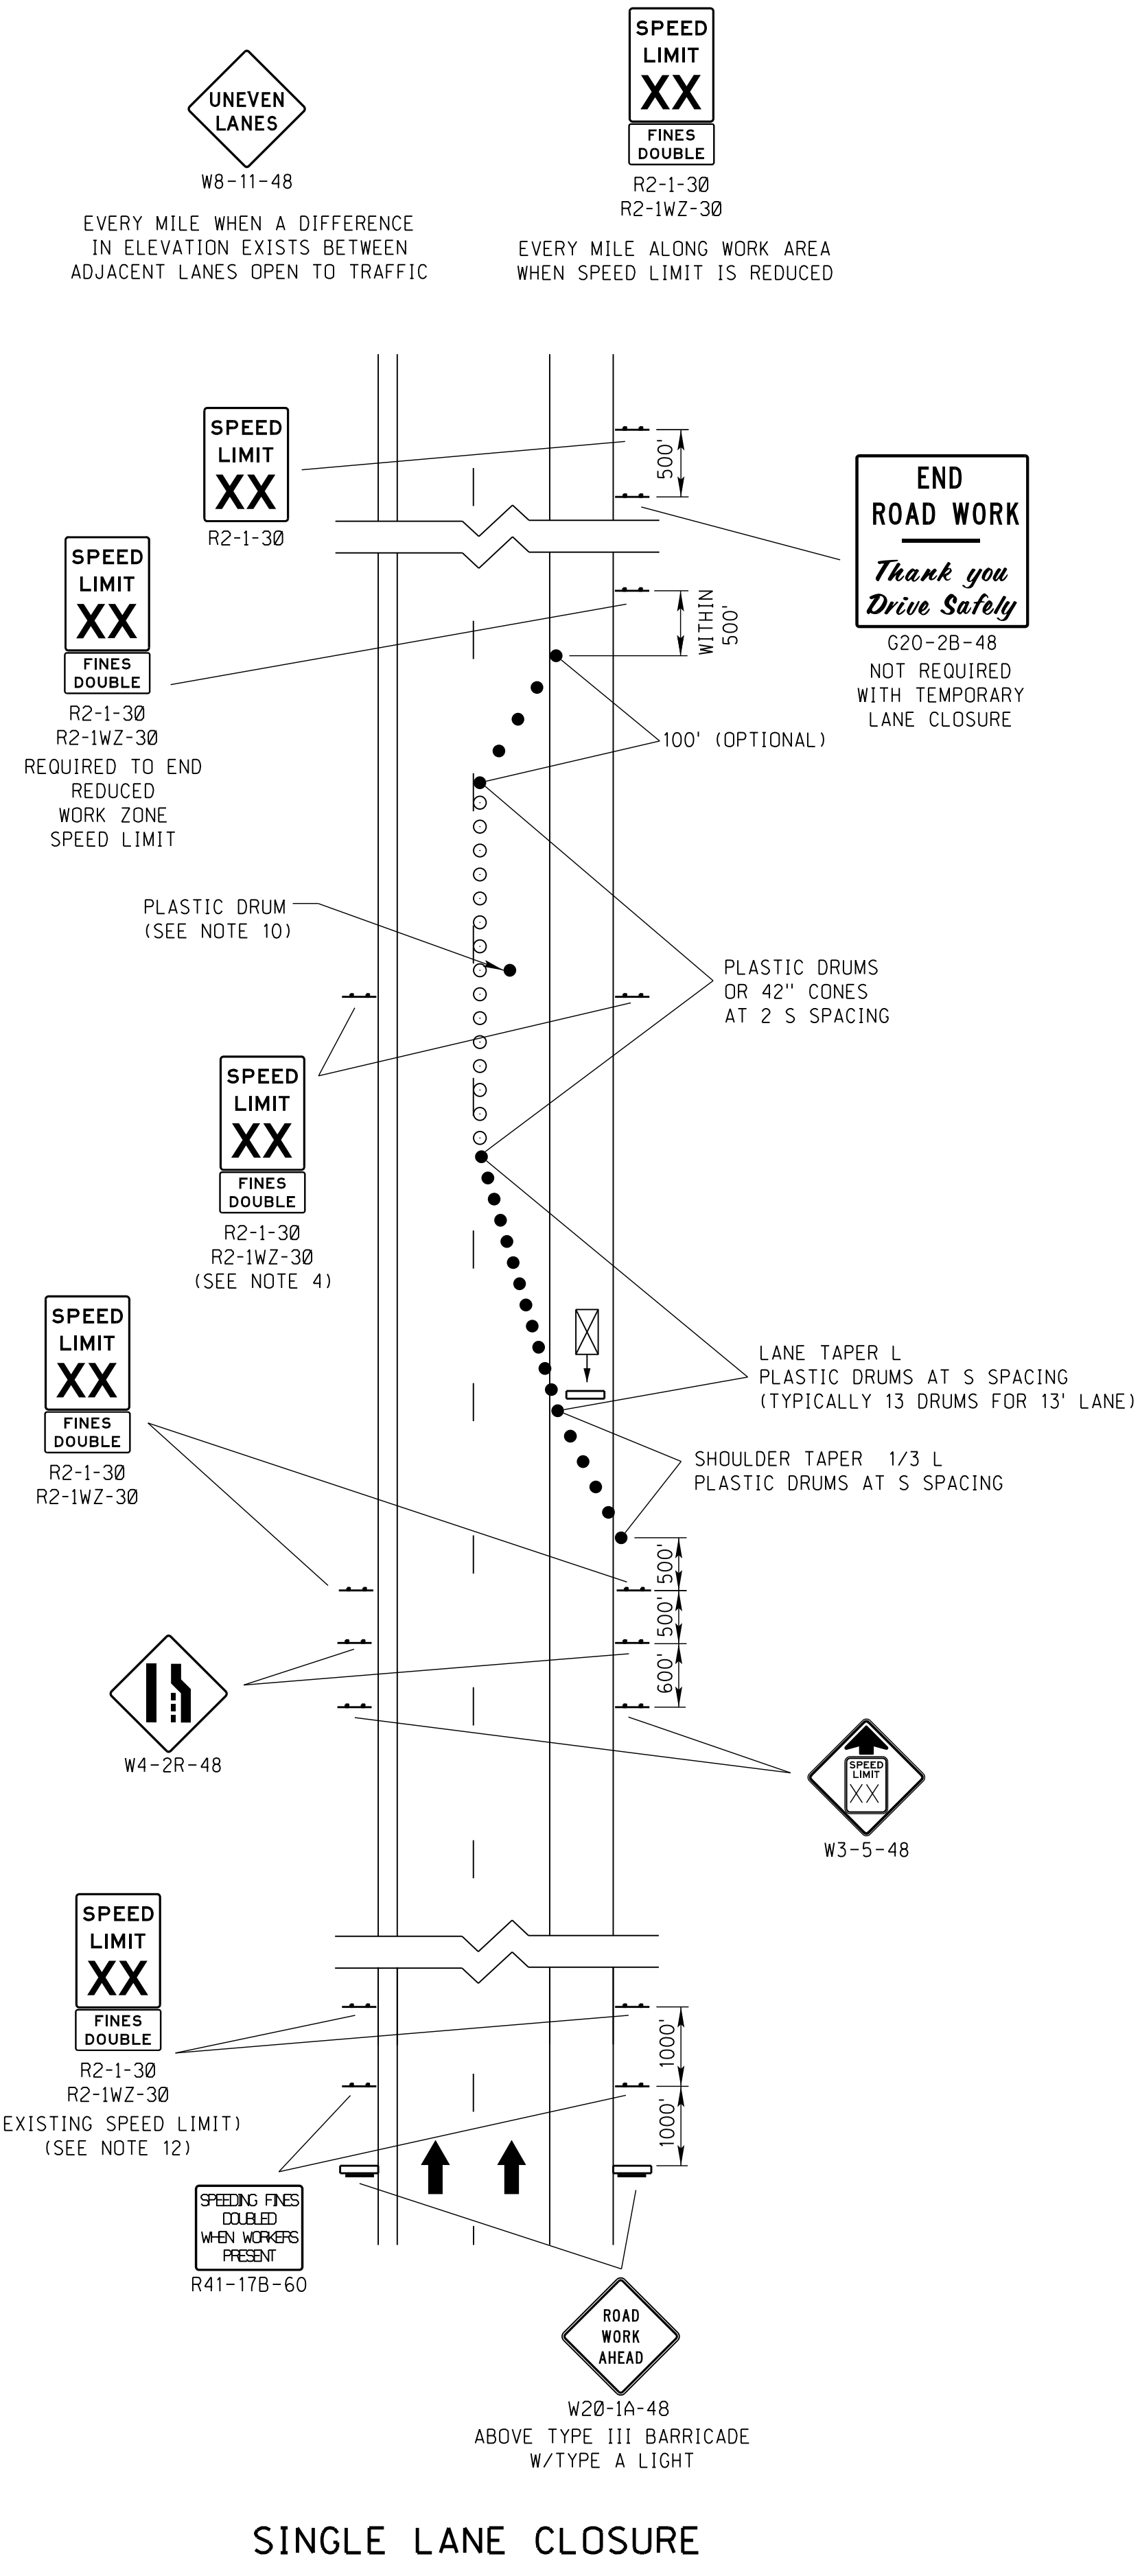 SPEED
LIMIT
XX
FINES
DOUBLE
R2-1-30
R2-1WZ-30
EVERY MILE ALONG WORK AREA
WHEN SPEED LIMIT IS REDUCED
UNEVEN
LANES
W8-11-48
EVERY MILE WHEN A DIFFERENCE
IN ELEVATION EXISTS BETWEEN
ADJACENT LANES OPEN TO TRAFFIC
SPEED
LIMIT
XX
R2-1-30
500'
END
ROAD WORK
Thank you
Drive Safely
G20-2B-48
NOT REQUIRED
WITH TEMPORARY
LANE CLOSURE
SPEED
LIMIT
XX
FINES
DOUBLE
R2-1-30
R2-1WZ-30
REQUIRED TO END
REDUCED
WORK ZONE
SPEED LIMIT
WITHIN
500'
100' (OPTIONAL)
PLASTIC DRUM
(SEE NOTE 10)
PLASTIC DRUMS
OR 42" CONES
AT 2 S SPACING
SPEED
LIMIT
XX
FINES
DOUBLE
R2-1-30
R2-1WZ-30
(SEE NOTE 4)
SPEED
LIMIT
XX
FINES
DOUBLE
R2-1-30
R2-1WZ-30
LANE TAPER L
PLASTIC DRUMS AT S SPACING
(TYPICALLY 13 DRUMS FOR 13' LANE)
SHOULDER TAPER 1/3 L
PLASTIC DRUMS AT S SPACING
500'
500'
600'
W4-2R-48
SPEED
LIMIT
XX
W3-5-48
SPEED
LIMIT
XX
FINES
DOUBLE
R2-1-30
R2-1WZ-30
EXISTING SPEED LIMIT)
(SEE NOTE 12)
1000'
1000'
SPEEDING FINES
DOUBLED
WHEN WORKERS
PRESENT
R41-17B-60
ROAD
WORK
AHEAD
W20-1A-48
ABOVE TYPE III BARRICADE
W/TYPE A LIGHT
SINGLE LANE CLOSURE